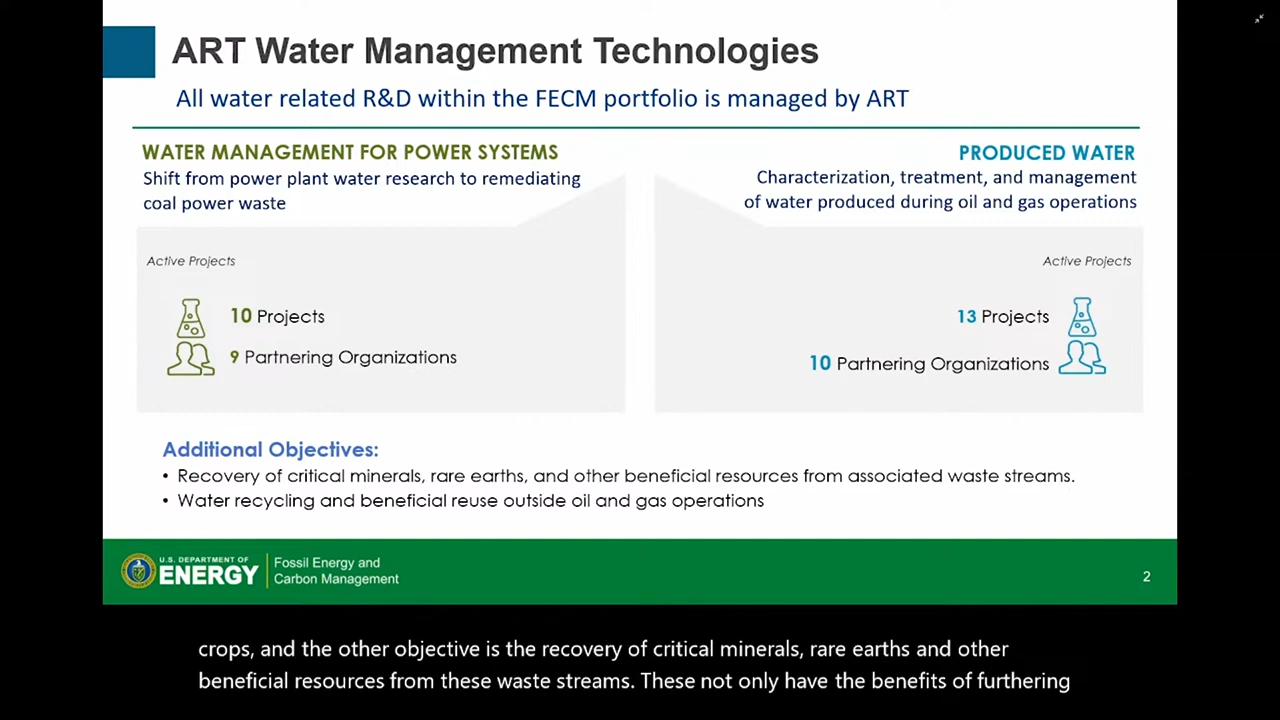 ART Water Management Technologies
All water related R&D within the FECM portfolio is managed by ART
WATER MANAGEMENT FOR POWER SYSTEMS
Shift from power plant water research to remediating
coal power waste
Active Projects
10 Projects
9 Partnering Organizations
PRODUCED WATER
Characterization, treatment, and management
of water produced during oil and gas operations
Active Projects
13 Projects
10 Partnering Organizations
Additional Objectives:
• Recovery of critical minerals, rare earths, and other beneficial resources from associated waste streams.
• Water recycling and beneficial reuse outside oil and gas operations
U.S. DEPARTMENT OF
ENERGY
Fossil Energy and
Carbon Management
2
crops, and the other objective is the recovery of critical minerals, rare earths and other
beneficial resources from these waste streams. These not only have the benefits of furthering